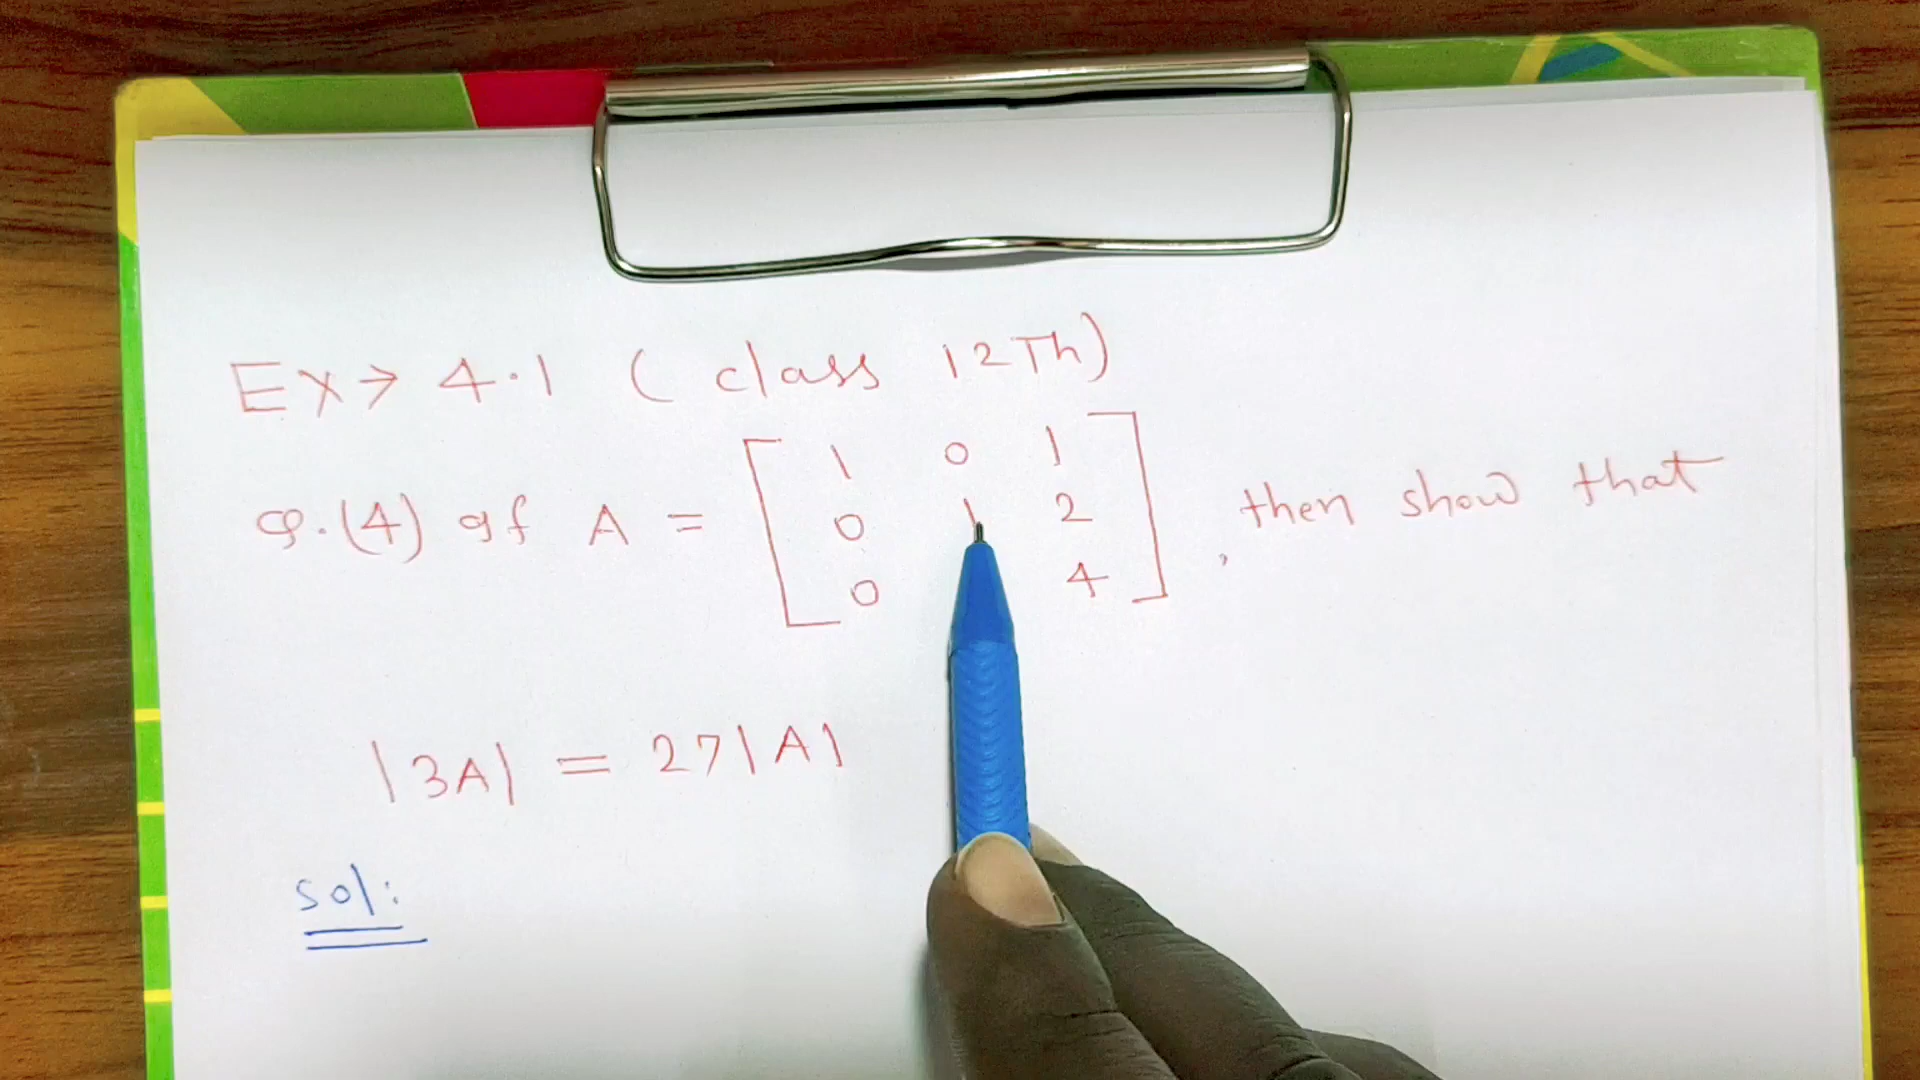 Ex→ 4.1 (class 12Th)
Q.(4) If A = [ 1 0 1
0 1 2
0 4 ], then show that
|3A| = 27|A|
Sol: